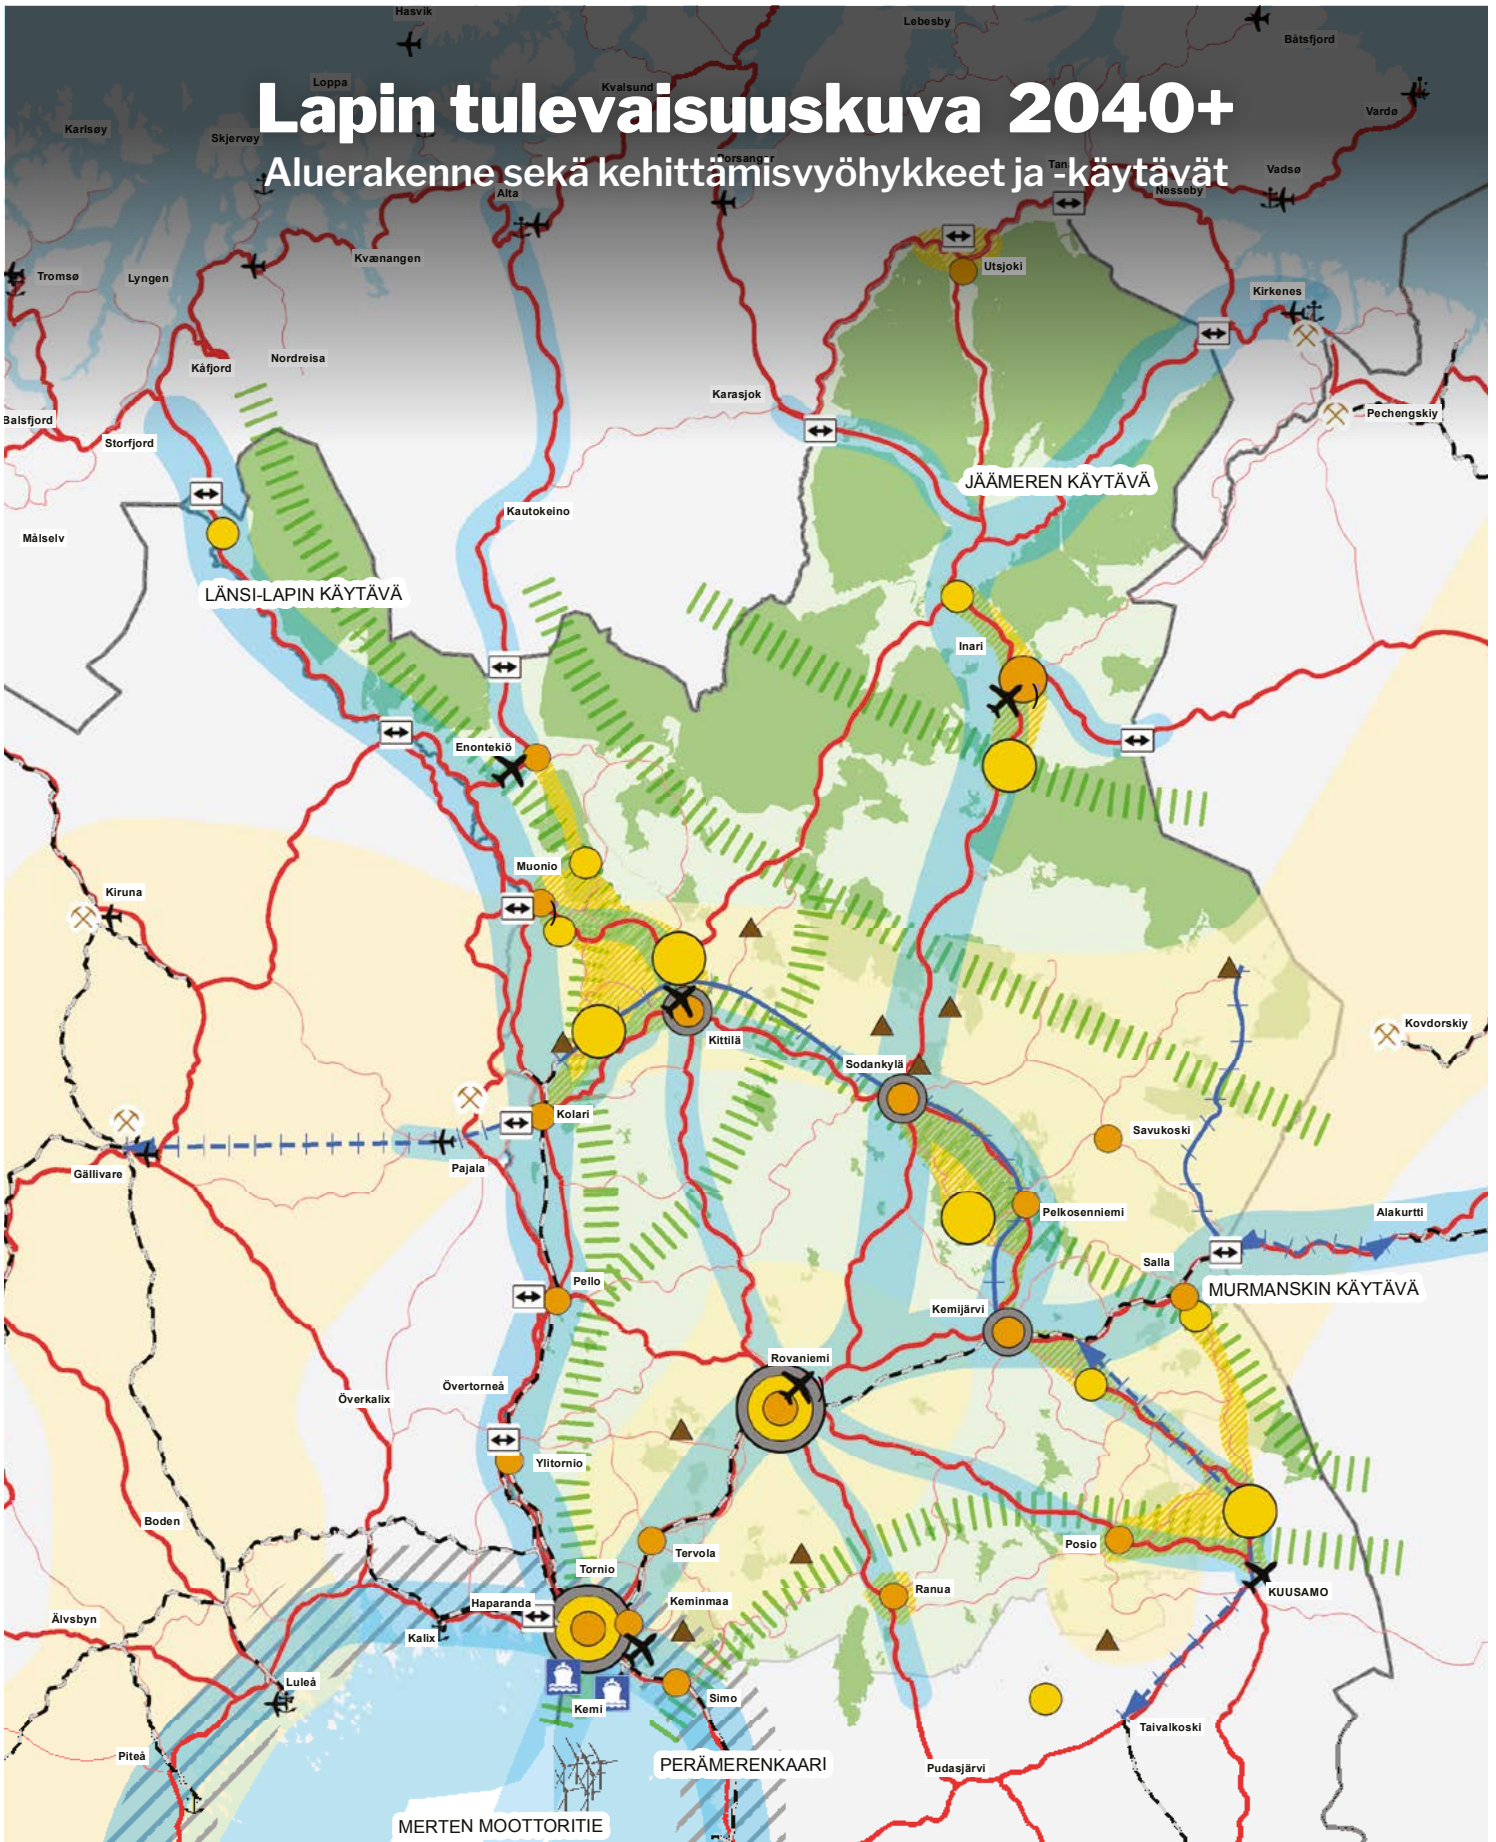 Hasvik
Lebesby
Båtsfjord
Loppa
Kvalsund
Lapin tulevaisuuskuva 2040+
Karlsøy
Skjervøy
Vardø
Porsanger
Aluerakenne sekä kehittämisvyöhykkeet ja -käytävät
Tan
Vadsø
Alta
Nesseby
Kvænangen
Utsjoki
Tromsø
Lyngen
Kirkenes
Nordreisa
Kåfjord
Karasjok
Balsfjord
Pechengskiy
Storfjord
JÄÄMEREN KÄYTÄVÄ
Kautokeino
Målselv
LÄNSI-LAPIN KÄYTÄVÄ
Inari
Enontekiö
Muonio
Kiruna
Kovdorskiy
Kittilä
Sodankylä
Kolari
Savukoski
Pajala
Gällivare
Pelkosenniemi
Alakurtti
Salla
Pello
MURMANSKIN KÄYTÄVÄ
Kemijärvi
Rovaniemi
Övertorneå
Överkalix
Ylitornio
Boden
Posio
Tervola
Tornio
Ranua
KUUSAMO
Haparanda
Keminmaa
Älvsbyn
Kalix
Luleå
Simo
Kemi
Taivalkoski
Piteå
PERÄMERENKAARI
Pudasjärvi
MERTEN MOOTTORITIE